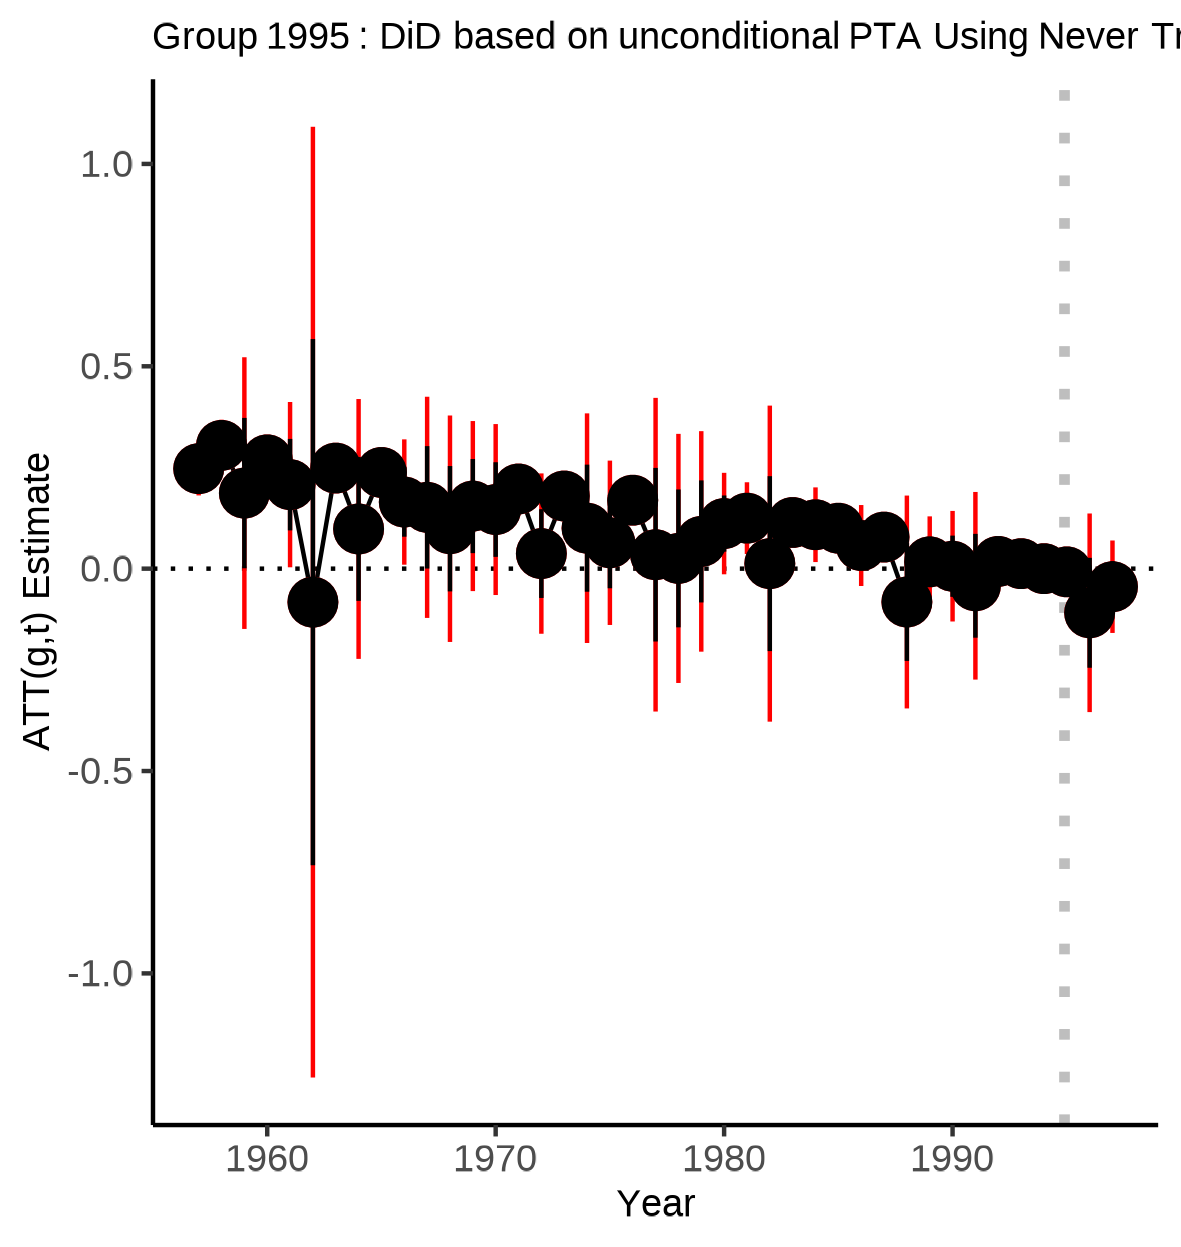 Group 1995 : DiD based on unconditional PTA Using Never
1.0
0.5
0.0
-0.5
-1.0
ATT(g,t) Estimate
1960 1970 1980 1990
Year